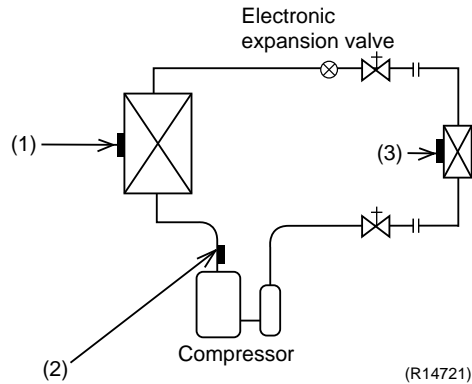 Electronic
expansion valve
(1)
(3)
(2)
Compressor
(R14721)